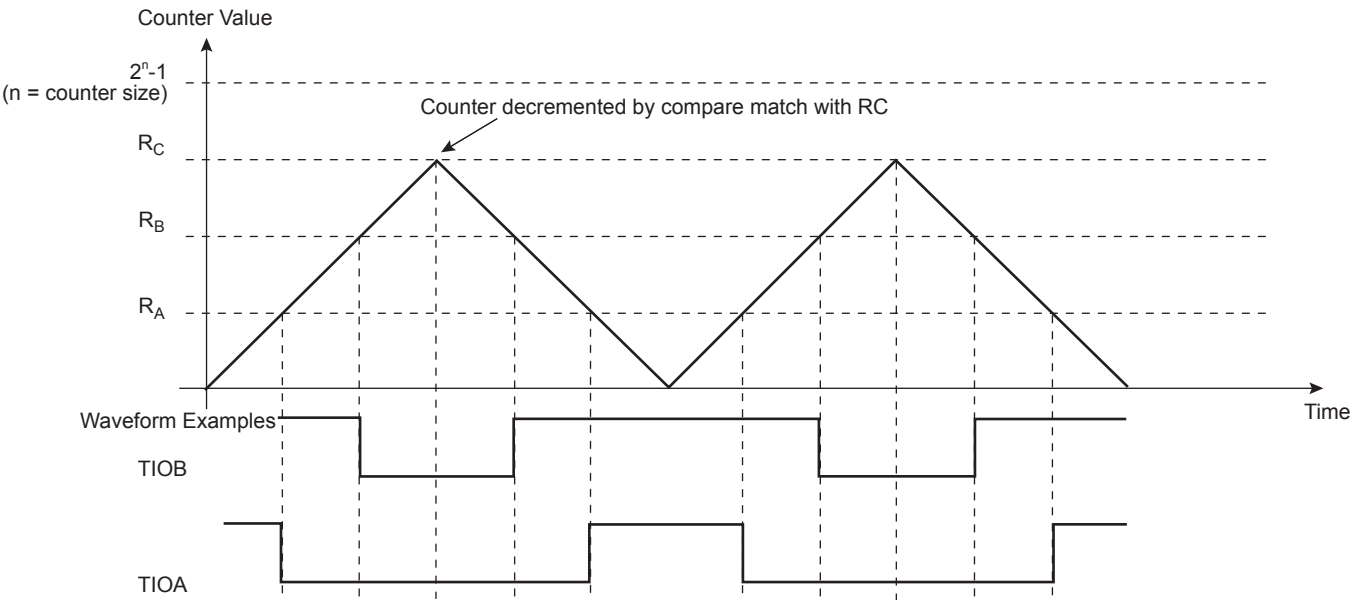 Counter Value
2ⁿ-1
(n = counter size)
Counter decremented by compare match with RC
R_C
R_B
R_A
Time
Waveform Examples
TIOB
TIOA